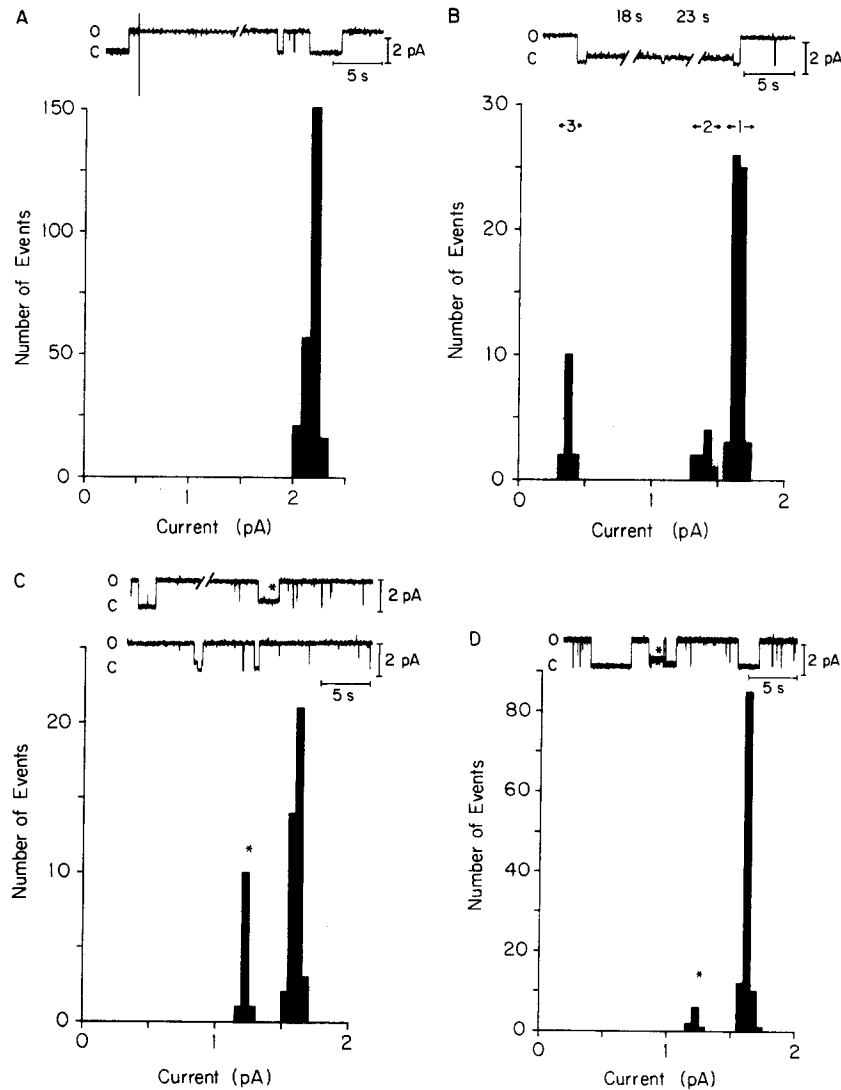 A
O
C
2 pA
5 s
150
100
50
0
Number of Events
0 1 2
Current (pA)
B
18 s 23 s
O
C
2 pA
5 s
30
20
10
0
Number of Events
3 2 1
0 1 2
Current (pA)
C
O
C
*
2 pA
O
C
2 pA
5 s
20
10
0
Number of Events
*
0 1 2
Current (pA)
D
O
C
*
2 pA
5 s
80
60
40
20
10
0
Number of Events
*
0 1 2
Current (pA)